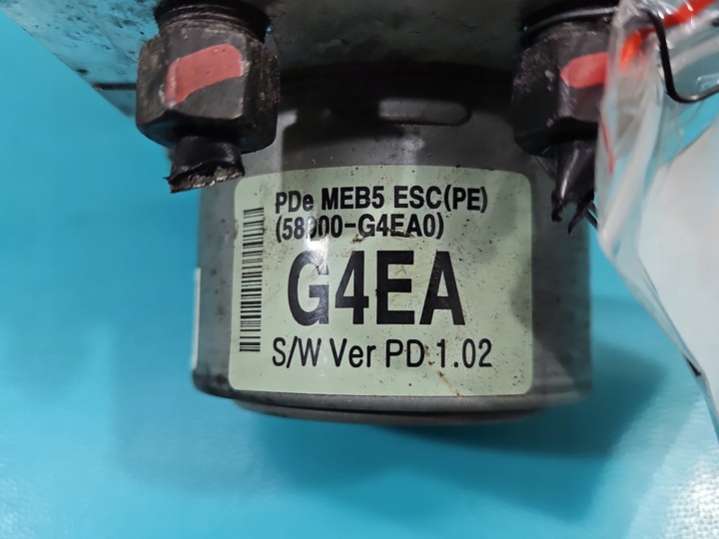 PDe MEB5 ESC(PE)
(58900-G4EA0)
G4EA
S/W Ver PD 1.02